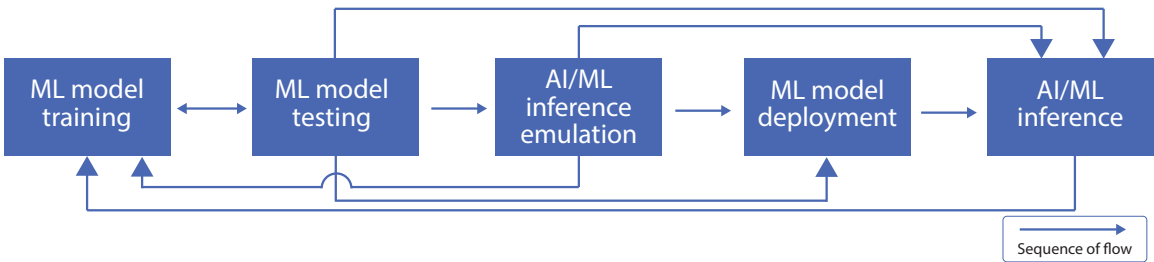 ML model
training
ML model
testing
AI/ML
inference
emulation
ML model
deployment
AI/ML
inference
Sequence of flow